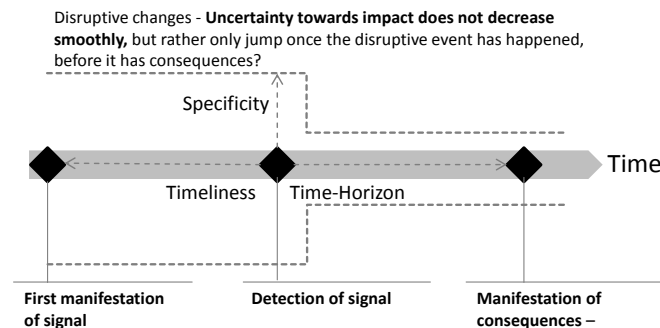 Disruptive changes - Uncertainty towards impact does not decrease
smoothly, but rather only jump once the disruptive event has happened,
before it has consequences?
Specificity
Time
Timeliness
Time-Horizon
First manifestation
of signal
Detection of signal
Manifestation of
consequences –